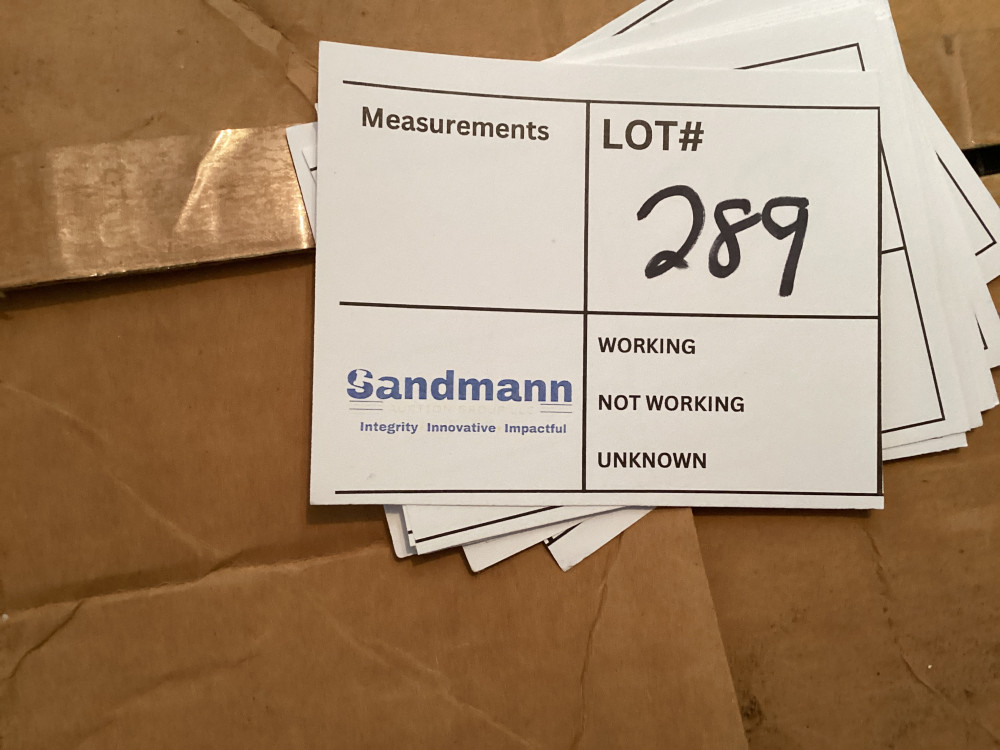 Measurements
LOT#
289
Sandmann
Integrity Innovative Impactful
WORKING
NOT WORKING
UNKNOWN